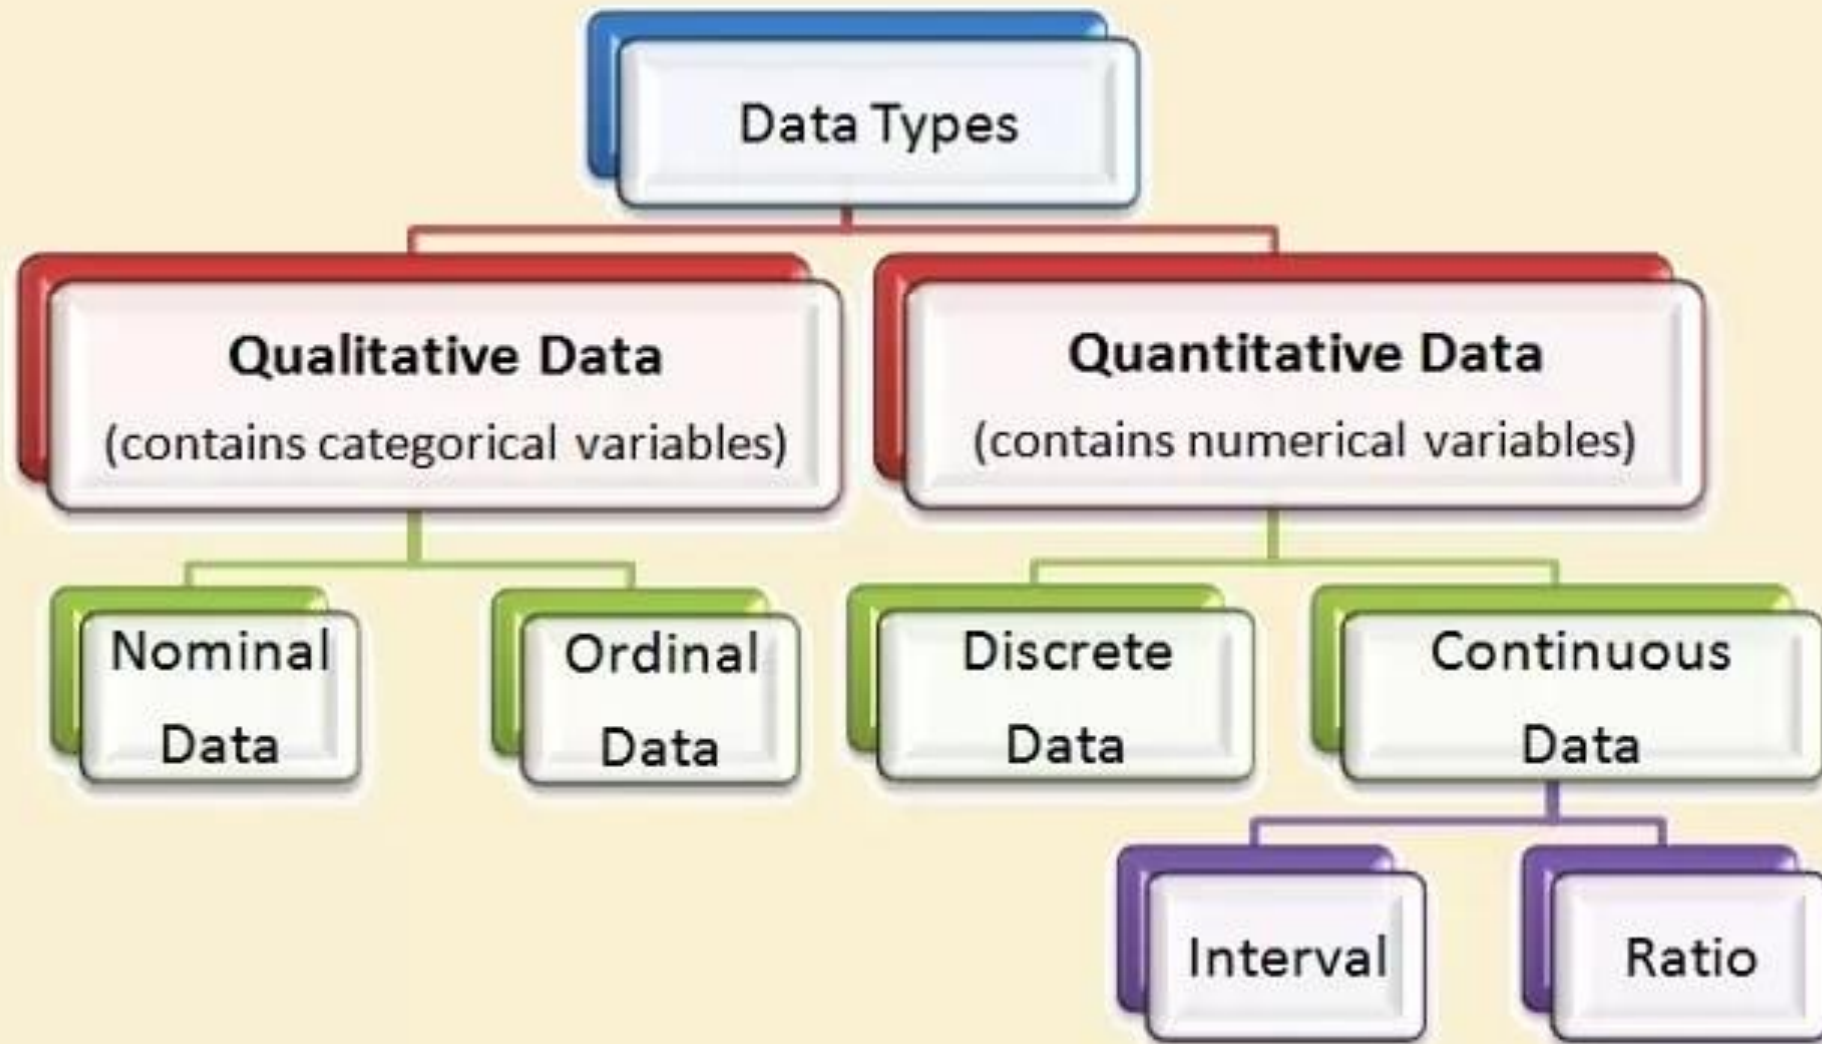 Data Types
Qualitative Data
(contains categorical variables)
Quantitative Data
(contains numerical variables)
Nominal
Data
Ordinal
Data
Discrete
Data
Continuous
Data
Interval
Ratio